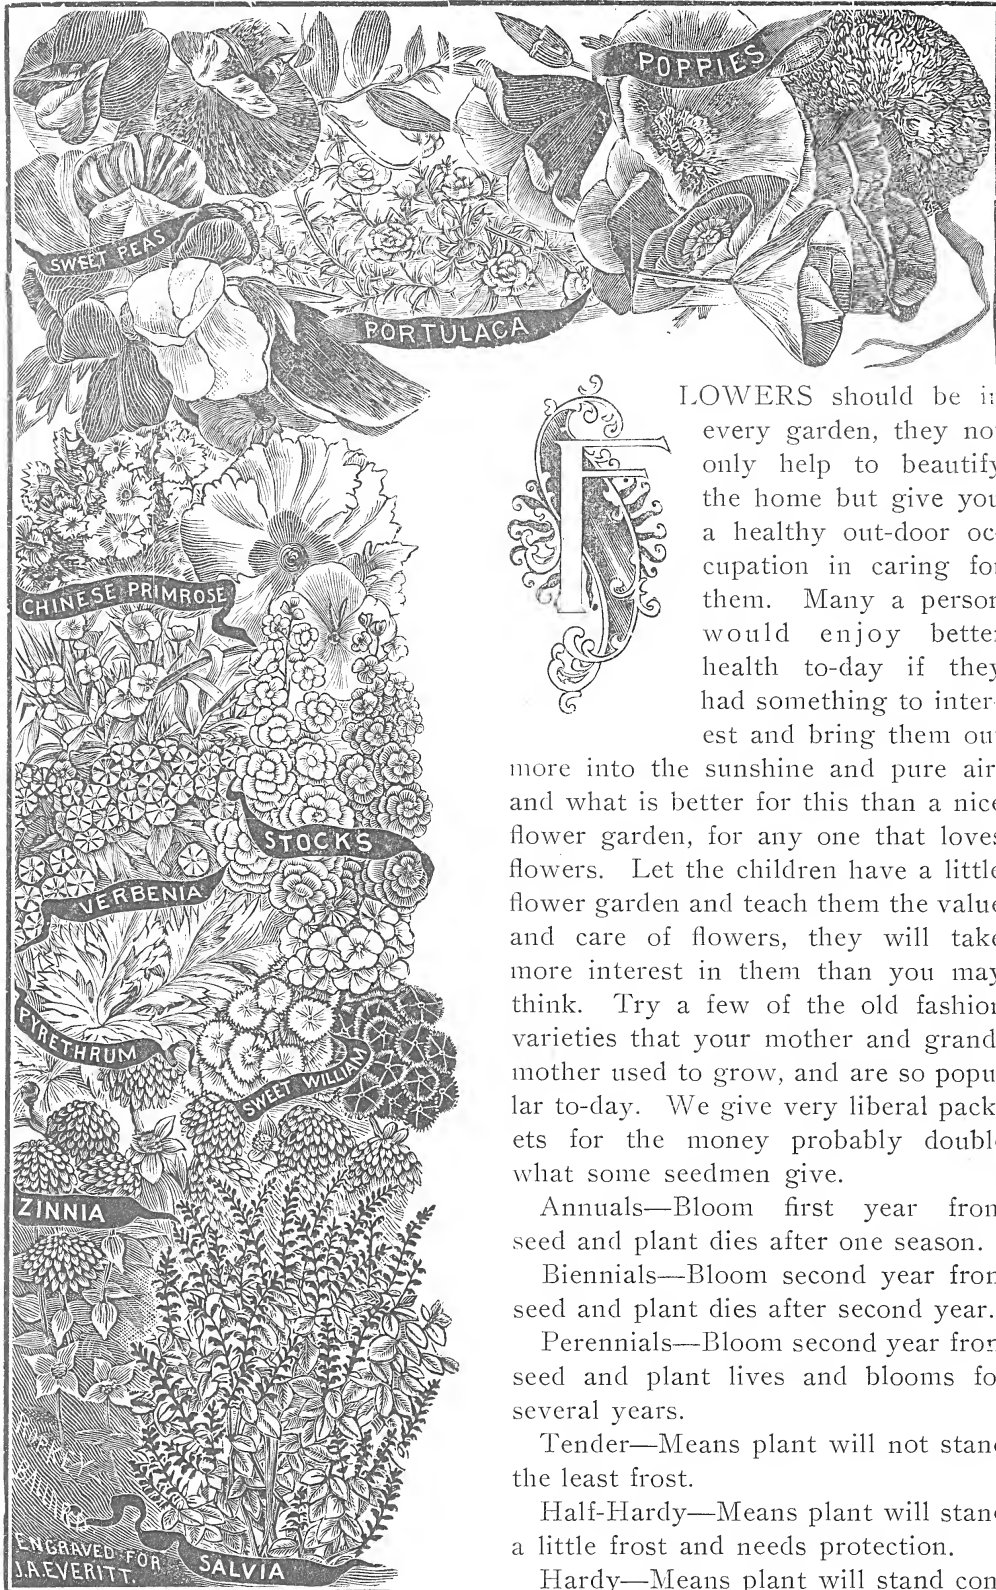 POPPIES
SWEET PEAS
PORTULACA
CHINESE PRIMROSE
STOCKS
VERBENIA
PYRETHRUM
SWEET WILLIAM
ZINNIA
ENGRAVED FOR
J.A.EVERITT.
SALVIA
FLOWERS should be i
every garden, they no
only help to beautify
the home but give you
a healthy out-door oc-
cupation in caring for
them. Many a person
would enjoy better
health to-day if they
had something to inter-
est and bring them ou
more into the sunshine and pure air
and what is better for this than a nice
flower garden, for any one that loves
flowers. Let the children have a little
flower garden and teach them the value
and care of flowers, they will take
more interest in them than you may
think. Try a few of the old fashion
varieties that your mother and grand-
mother used to grow, and are so popu-
lar to-day. We give very liberal pack-
ets for the money probably doubl
what some seedmen give.
Annuals—Bloom first year from
seed and plant dies after one season.
Biennials—Bloom second year from
seed and plant dies after second year.
Perennials—Bloom second year from
seed and plant lives and blooms fo
several years.
Tender—Means plant will not stand
the least frost.
Half-Hardy—Means plant will stand
a little frost and needs protection.
Hardy—Means plant will stand con